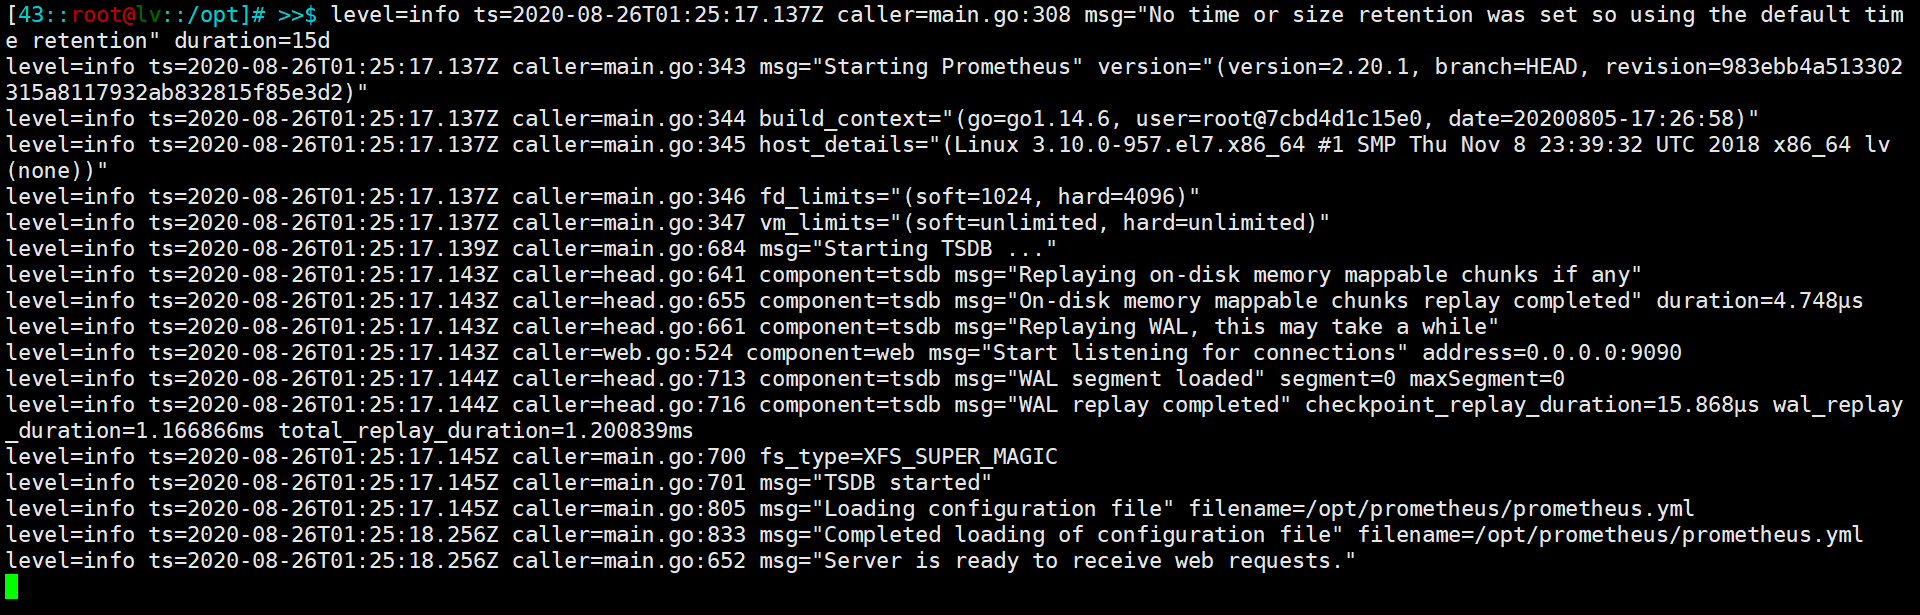 [43::root@lv::/opt]# >>$ level=info ts=2020-08-26T01:25:17.137Z caller=main.go:308 msg="No time or size retention was set so using the default tim
e retention" duration=15d
level=info ts=2020-08-26T01:25:17.137Z caller=main.go:343 msg="Starting Prometheus" version="(version=2.20.1, branch=HEAD, revision=983ebb4a513302
315a8117932ab832815f85e3d2)"
level=info ts=2020-08-26T01:25:17.137Z caller=main.go:344 build_context="(go=go1.14.6, user=root@7cbd4d1c15e0, date=20200805-17:26:58)"
level=info ts=2020-08-26T01:25:17.137Z caller=main.go:345 host_details="(Linux 3.10.0-957.el7.x86_64 #1 SMP Thu Nov 8 23:39:32 UTC 2018 x86_64 lv
(none))"
level=info ts=2020-08-26T01:25:17.137Z caller=main.go:346 fd_limits="(soft=1024, hard=4096)"
level=info ts=2020-08-26T01:25:17.137Z caller=main.go:347 vm_limits="(soft=unlimited, hard=unlimited)"
level=info ts=2020-08-26T01:25:17.139Z caller=main.go:684 msg="Starting TSDB ..."
level=info ts=2020-08-26T01:25:17.143Z caller=head.go:641 component=tsdb msg="Replaying on-disk memory mappable chunks if any"
level=info ts=2020-08-26T01:25:17.143Z caller=head.go:655 component=tsdb msg="On-disk memory mappable chunks replay completed" duration=4.748µs
level=info ts=2020-08-26T01:25:17.143Z caller=head.go:661 component=tsdb msg="Replaying WAL, this may take a while"
level=info ts=2020-08-26T01:25:17.143Z caller=web.go:524 component=web msg="Start listening for connections" address=0.0.0.0:9090
level=info ts=2020-08-26T01:25:17.144Z caller=head.go:713 component=tsdb msg="WAL segment loaded" segment=0 maxSegment=0
level=info ts=2020-08-26T01:25:17.144Z caller=head.go:716 component=tsdb msg="WAL replay completed" checkpoint_replay_duration=15.868µs wal_replay
_duration=1.166866ms total_replay_duration=1.200839ms
level=info ts=2020-08-26T01:25:17.145Z caller=main.go:700 fs_type=XFS_SUPER_MAGIC
level=info ts=2020-08-26T01:25:17.145Z caller=main.go:701 msg="TSDB started"
level=info ts=2020-08-26T01:25:17.145Z caller=main.go:805 msg="Loading configuration file" filename=/opt/prometheus/prometheus.yml
level=info ts=2020-08-26T01:25:18.256Z caller=main.go:833 msg="Completed loading of configuration file" filename=/opt/prometheus/prometheus.yml
level=info ts=2020-08-26T01:25:18.256Z caller=main.go:652 msg="Server is ready to receive web requests."